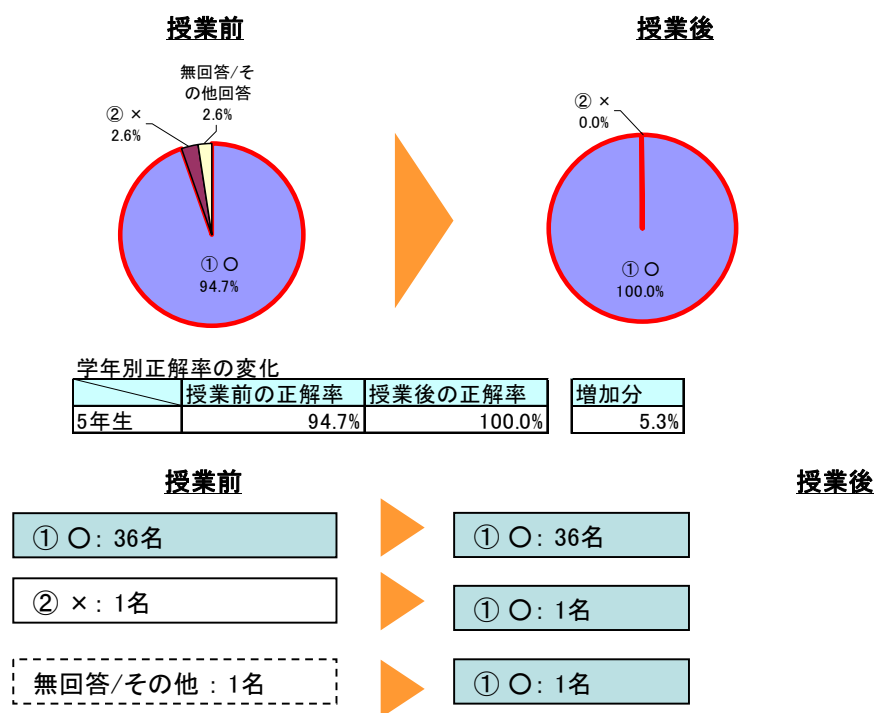 授業前
授業後
無回答/そ
の他回答
2.6%
② ×
2.6%
① ○
94.7%
② ×
0.0%
① ○
100.0%
学年別正解率の変化
授業前の正解率 授業後の正解率 増加分
5年生 94.7% 100.0% 5.3%
授業前
授業後
① ○: 36名
① ○: 36名
② ×: 1名
① ○: 1名
無回答/その他 : 1名
① ○: 1名